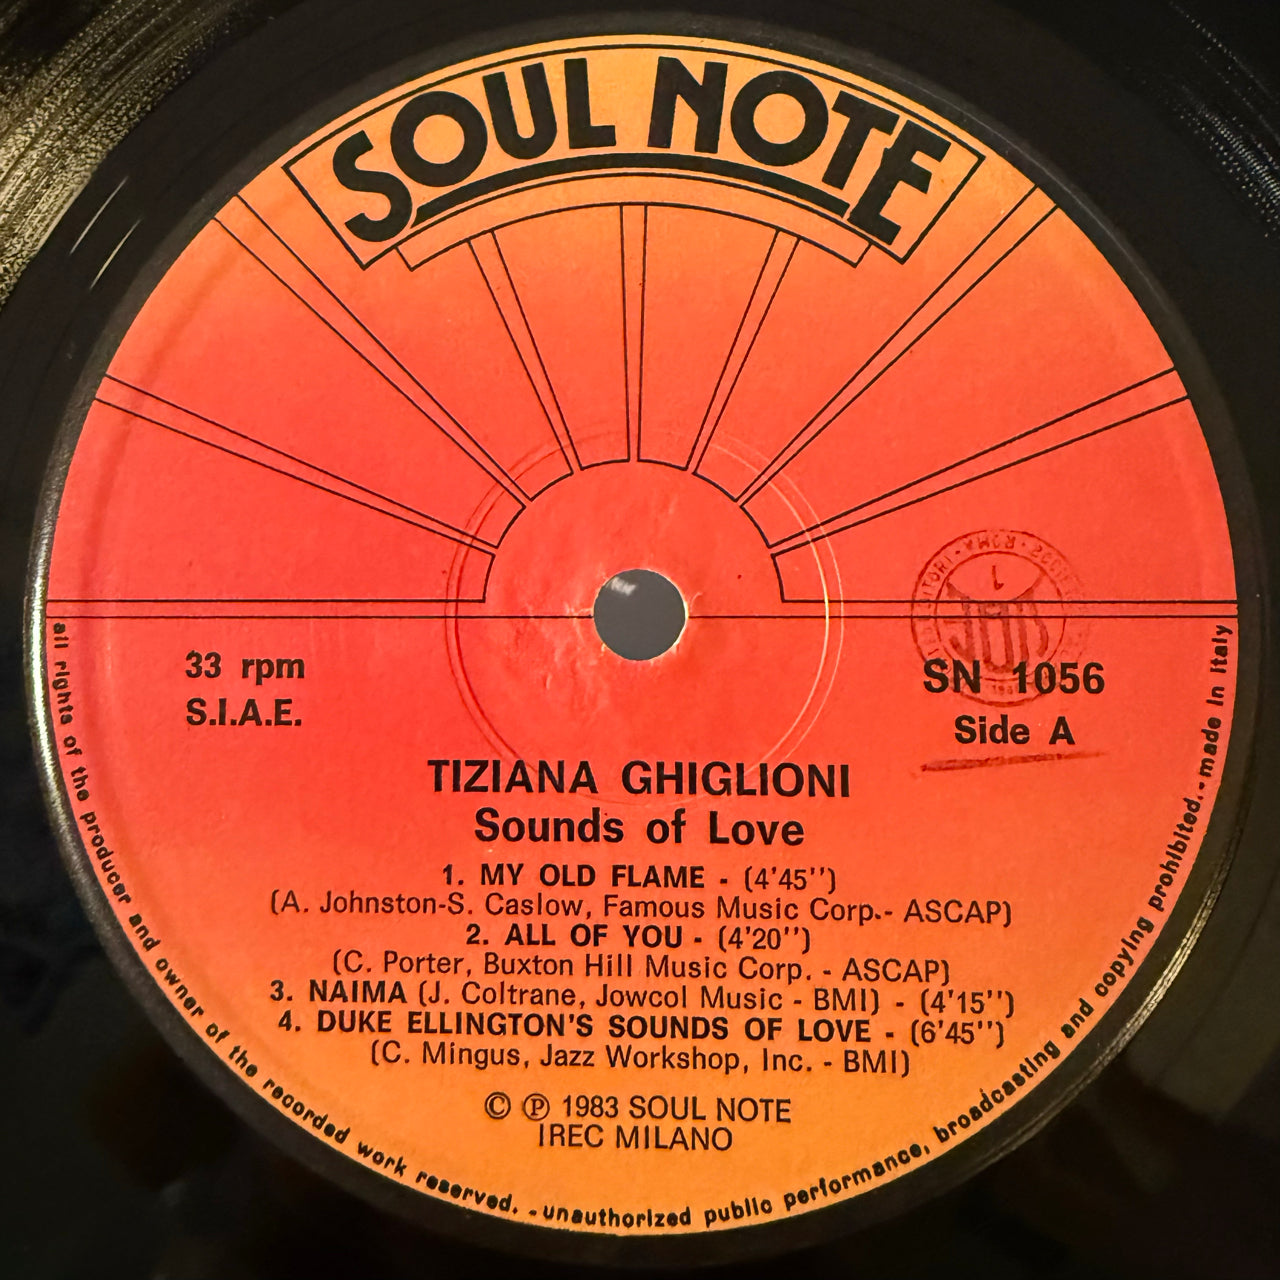 SOUL NOTE
33 rpm
S.I.A.E.
SN 1056
Side A
TIZIANA GHIGLIONI
Sounds of Love
1. MY OLD FLAME - (4'45'')
(A. Johnston-S. Caslow, Famous Music Corp.- ASCAP)
2. ALL OF YOU - (4'20'')
(C. Porter, Buxton Hill Music Corp. - ASCAP)
3. NAIMA (J. Coltrane, Jowcol Music - BMI) - (4'15'')
4. DUKE ELLINGTON'S SOUNDS OF LOVE - (6'45'')
(C. Mingus, Jazz Workshop, Inc. - BMI)
© ℗ 1983 SOUL NOTE
IREC MILANO
all rights of the producer and owner of the recorded work reserved. - unauthorized public performance, broadcasting and copying prohibited. - made in Italy
ROMA